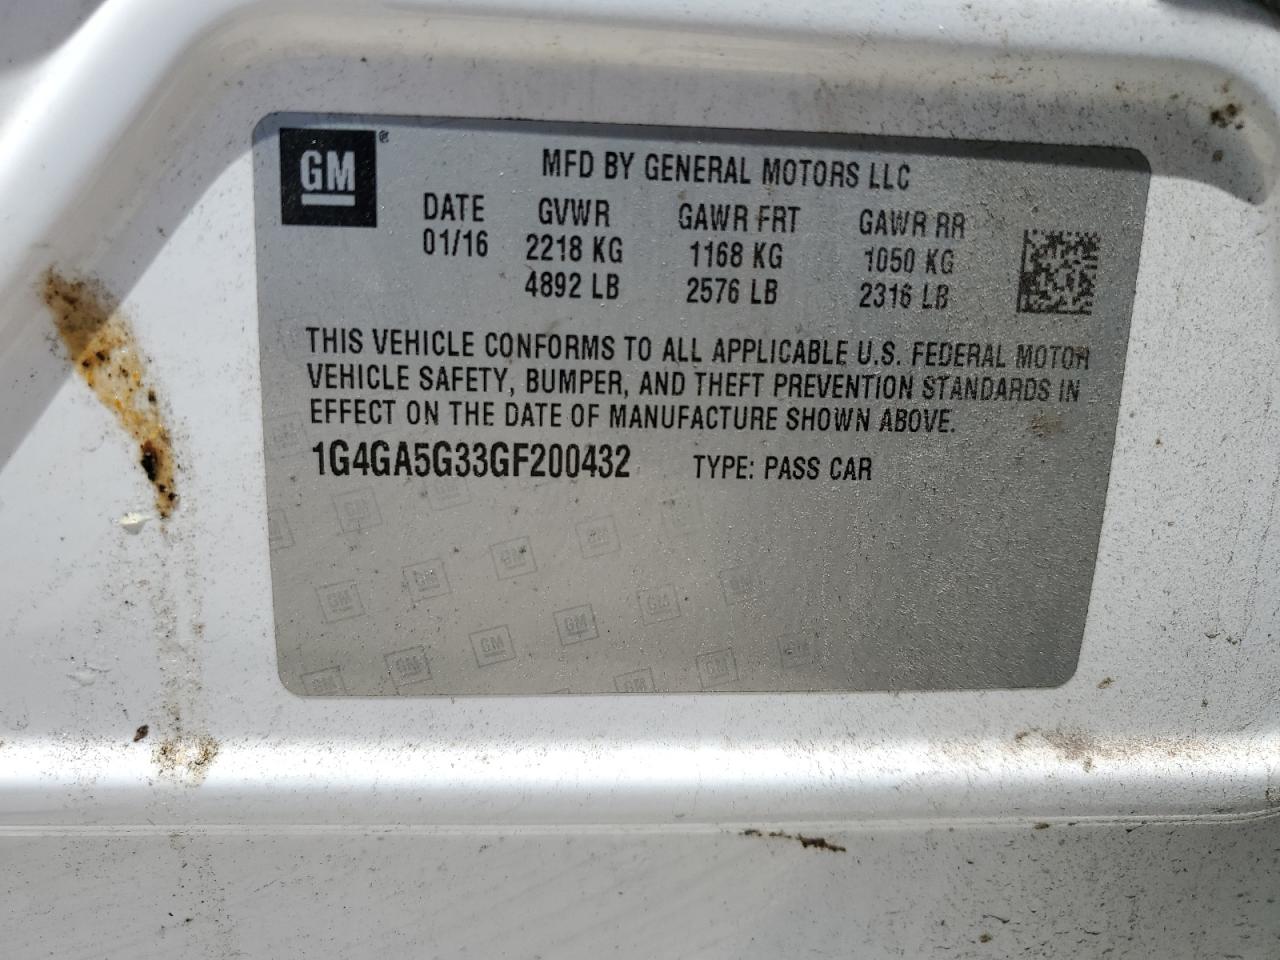 GM®
MFD BY GENERAL MOTORS LLC
DATE GVWR GAWR FRT GAWR RR
01/16 2218 KG 1168 KG 1050 KG
4892 LB 2576 LB 2316 LB
THIS VEHICLE CONFORMS TO ALL APPLICABLE U.S. FEDERAL MOTOR
VEHICLE SAFETY, BUMPER, AND THEFT PREVENTION STANDARDS IN
EFFECT ON THE DATE OF MANUFACTURE SHOWN ABOVE.
1G4GA5G33GF200432 TYPE: PASS CAR